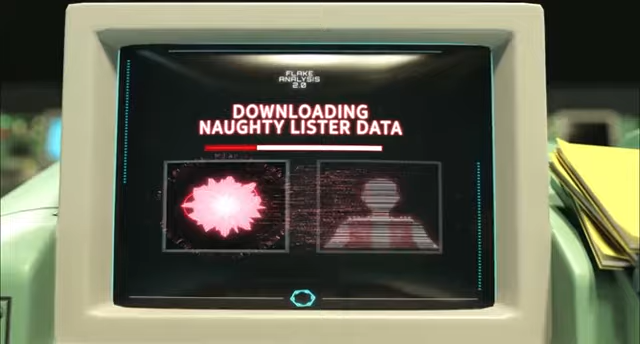 FLAKE
ANALYSIS
2.0
DOWNLOADING
NAUGHTY LISTER DATA